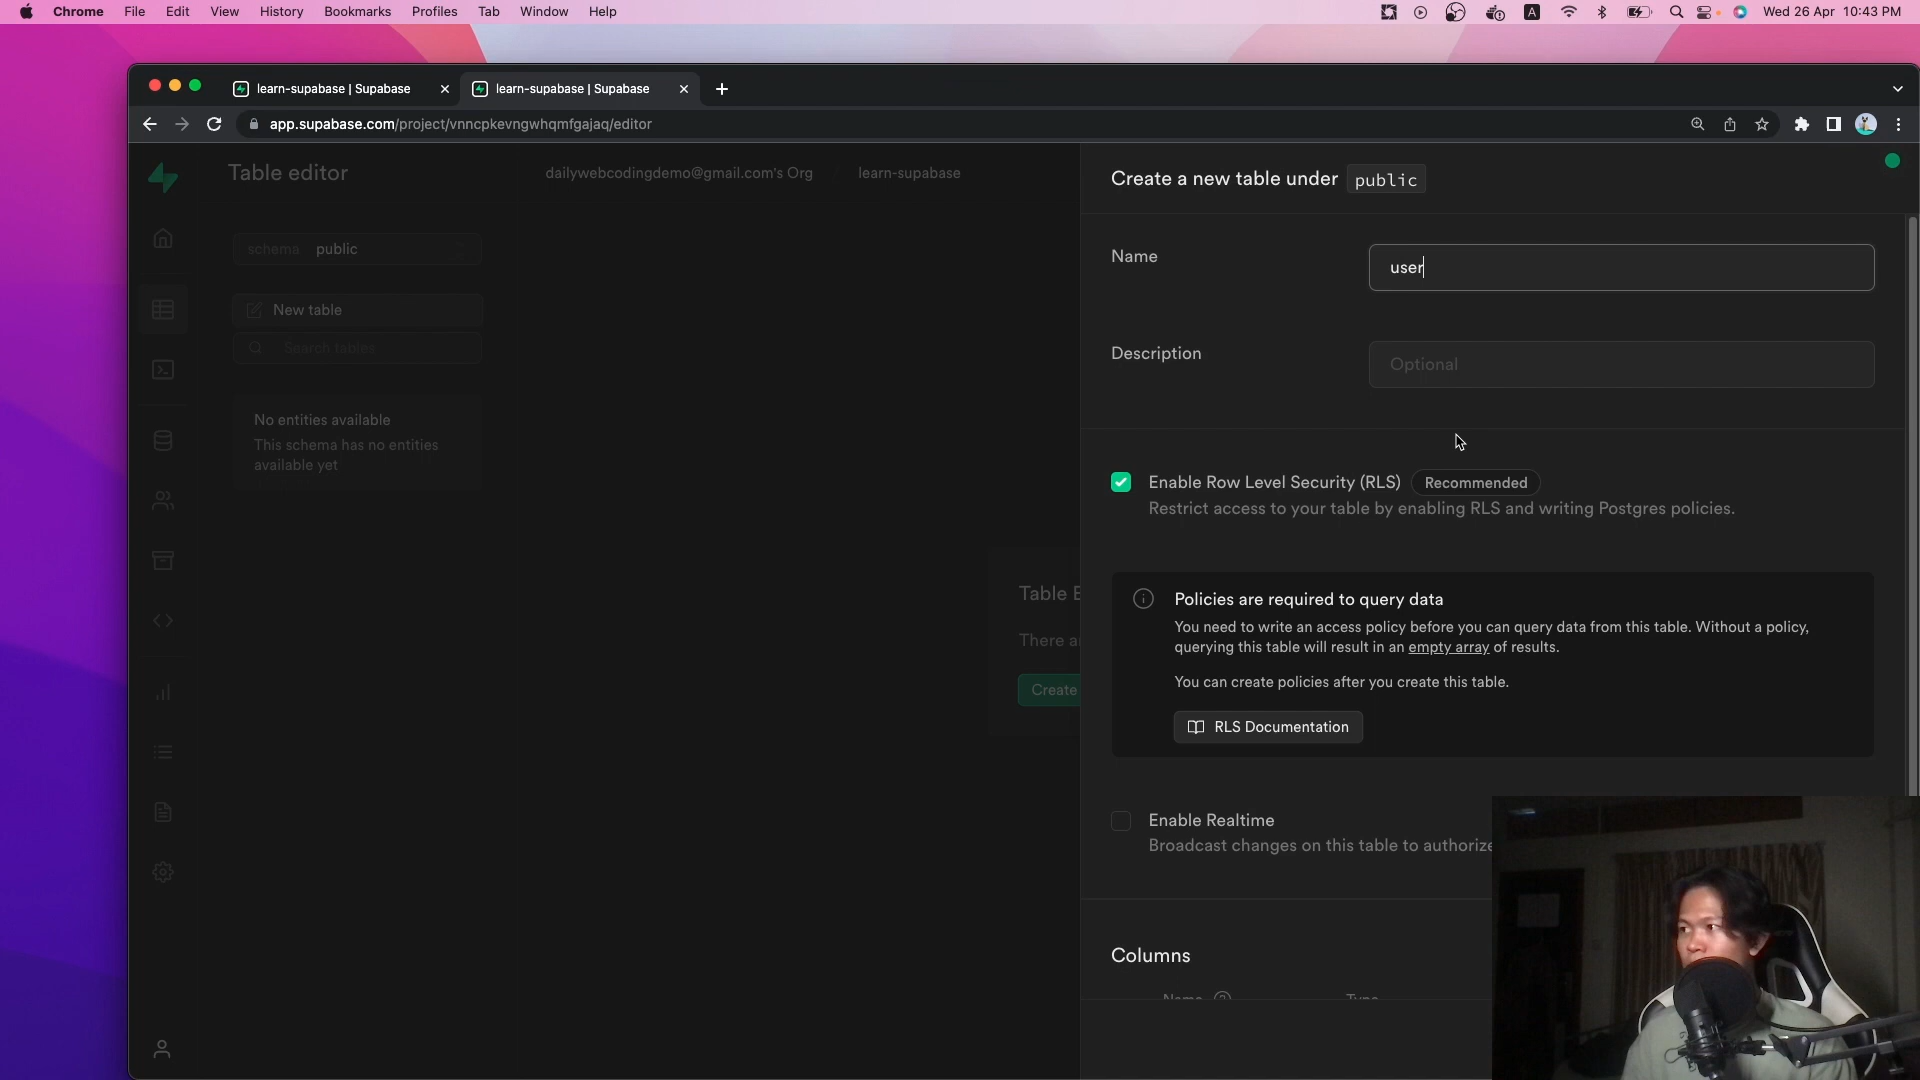 Chrome File Edit View History Bookmarks Profiles Tab Window Help
A
Wed 26 Apr 10:43 PM
learn-supabase | Supabase
learn-supabase | Supabase
app.supabase.com/project/vnncpkevngwhqmfgajaq/editor
Table editor
dailywebcodingdemo@gmail.com's Org / learn-supabase
schema public
New table
Search tables
No entities available
This schema has no entities
available yet
Table E
There a
Create
Create a new table under public
Name
user
Description
Optional
Enable Row Level Security (RLS) Recommended
Restrict access to your table by enabling RLS and writing Postgres policies.
Policies are required to query data
You need to write an access policy before you can query data from this table. Without a policy,
querying this table will result in an empty array of results.
You can create policies after you create this table.
RLS Documentation
Enable Realtime
Broadcast changes on this table to authorize
Columns
Name Type